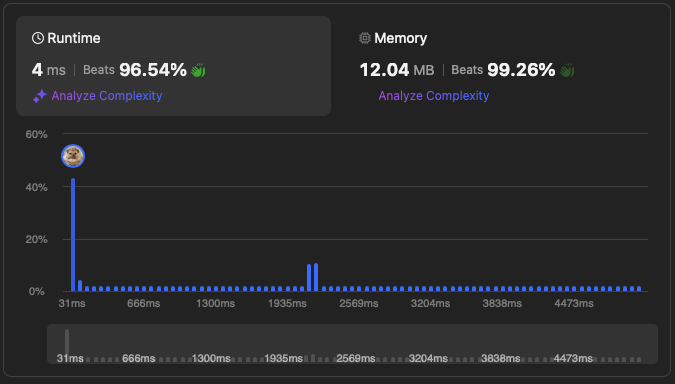 Runtime
4 ms | Beats 96.54%
Analyze Complexity
Memory
12.04 MB | Beats 99.26%
Analyze Complexity
60%
40%
20%
0%
31ms 666ms 1300ms 1935ms 2569ms 3204ms 3838ms 4473ms
31ms 666ms 1300ms 1935ms 2569ms 3204ms 3838ms 4473ms